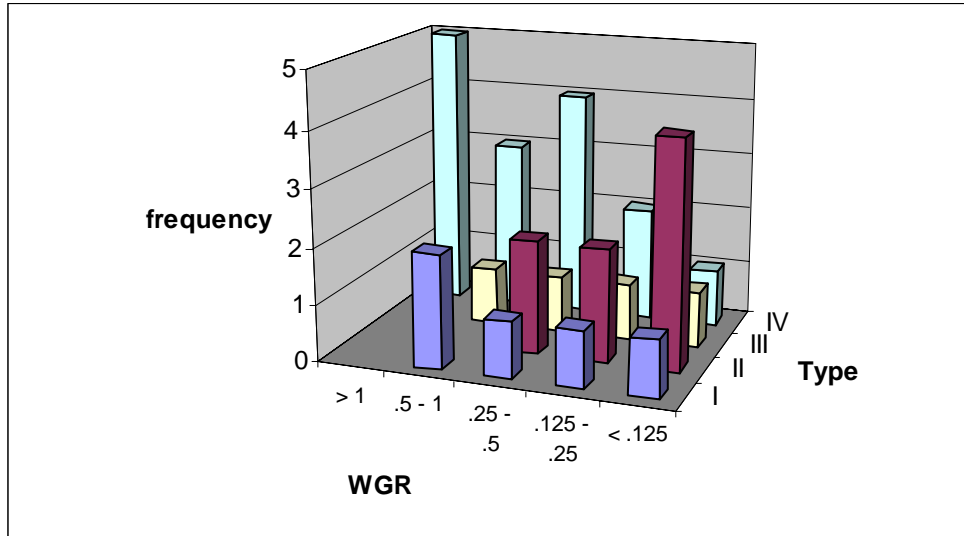 5
4
3
2
1
0
frequency
> 1
.5 - 1
.25 -
.5
.125 -
.25
< .125
WGR
I
II
III
IV
Type